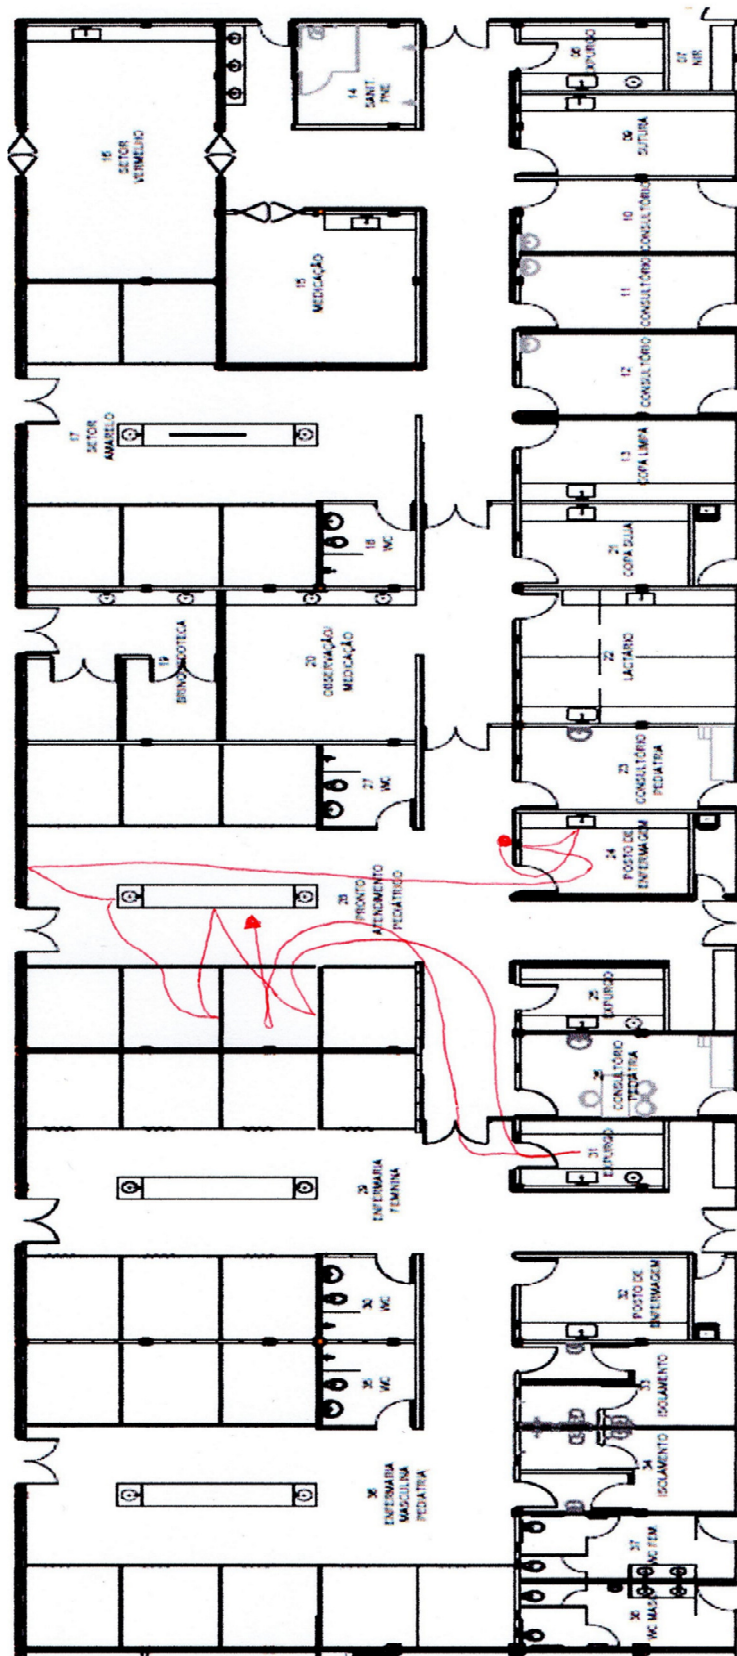 16
SETOR
VERMELHO
14
SANIT.
PNE
08
EXPURGO
07
NIR
09
SUTURA
10
CONSULTÓRIO
15
MEDICAÇÃO
11
CONSULTÓRIO
12
CONSULTÓRIO
17
SETOR
AMARELO
13
COPA LIMPA
18
WC
21
COPA SUJA
19
BRINQUEDOTECA
20
OBSERVAÇÃO/
MEDICAÇÃO
22
LACTÁRIO
27
WC
23
CONSULTÓRIO
PEDIATRIA
24
POSTO DE
ENFERMAGEM
28
PRONTO
ATENDIMENTO
PEDIÁTRICO
25
EXPURGO
26
CONSULTÓRIO
PEDIATRIA
31
EXPURGO
29
ENFERMARIA
FEMININA
30
WC
32
POSTO DE
ENFERMAGEM
35
WC
33
ISOLAMENTO
34
ISOLAMENTO
36
ENFERMARIA
MASCULINA
PEDIATRIA
37
WC FEM.
38
WC MASC